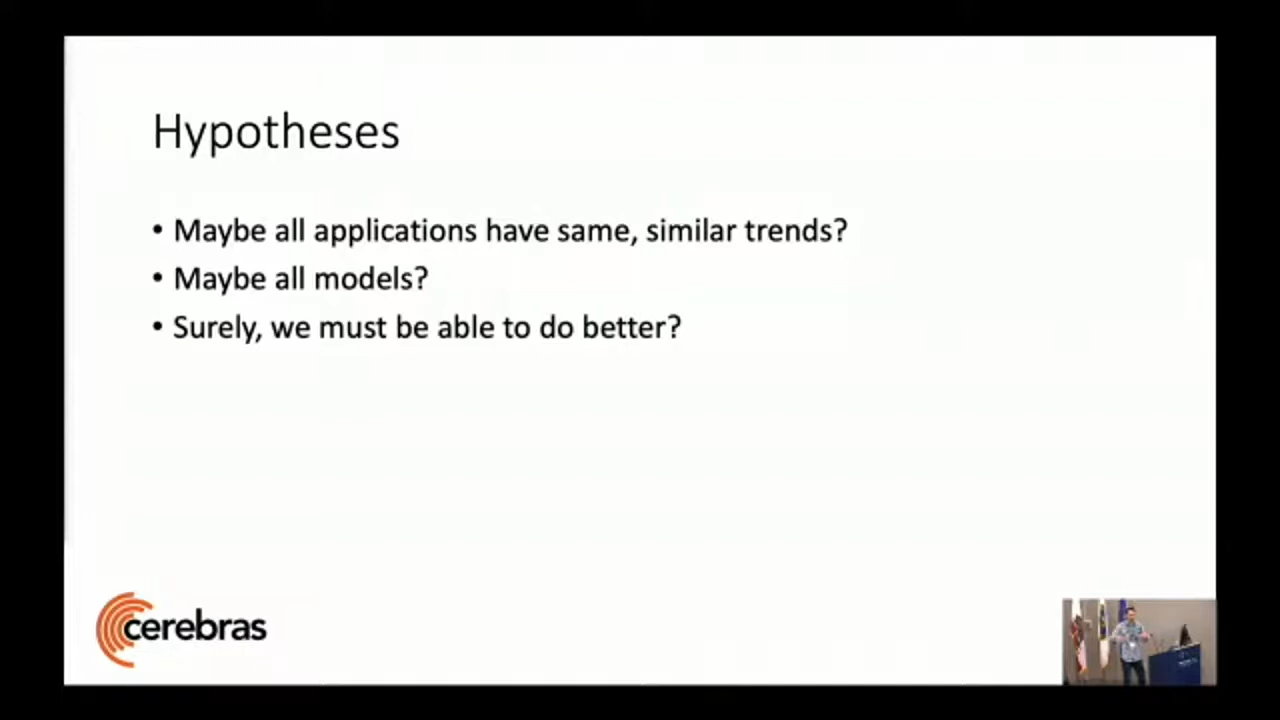 Hypotheses
• Maybe all applications have same, similar trends?
• Maybe all models?
• Surely, we must be able to do better?
cerebras